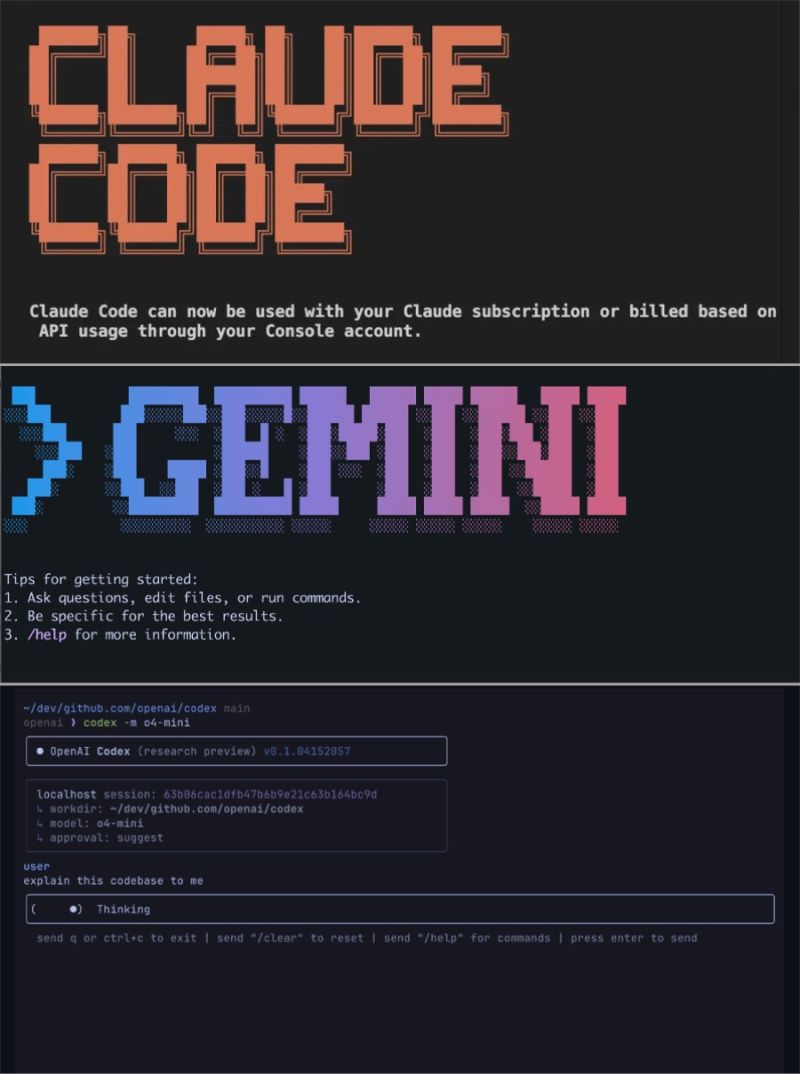 CLAUDE
CODE
Claude Code can now be used with your Claude subscription or billed based on
API usage through your Console account.
> GEMINI
Tips for getting started:
1. Ask questions, edit files, or run commands.
2. Be specific for the best results.
3. /help for more information.
~/dev/github.com/openai/codex main
openai ❯ codex -m o4-mini
● OpenAI Codex (research preview) v0.1.04152057
localhost session: 63b06cac1dfb47b6b9e21c63b164bc9d
↳ workdir: ~/dev/github.com/openai/codex
↳ model: o4-mini
↳ approval: suggest
user
explain this codebase to me
(     ●)  Thinking
send q or ctrl+c to exit | send "/clear" to reset | send "/help" for commands | press enter to send